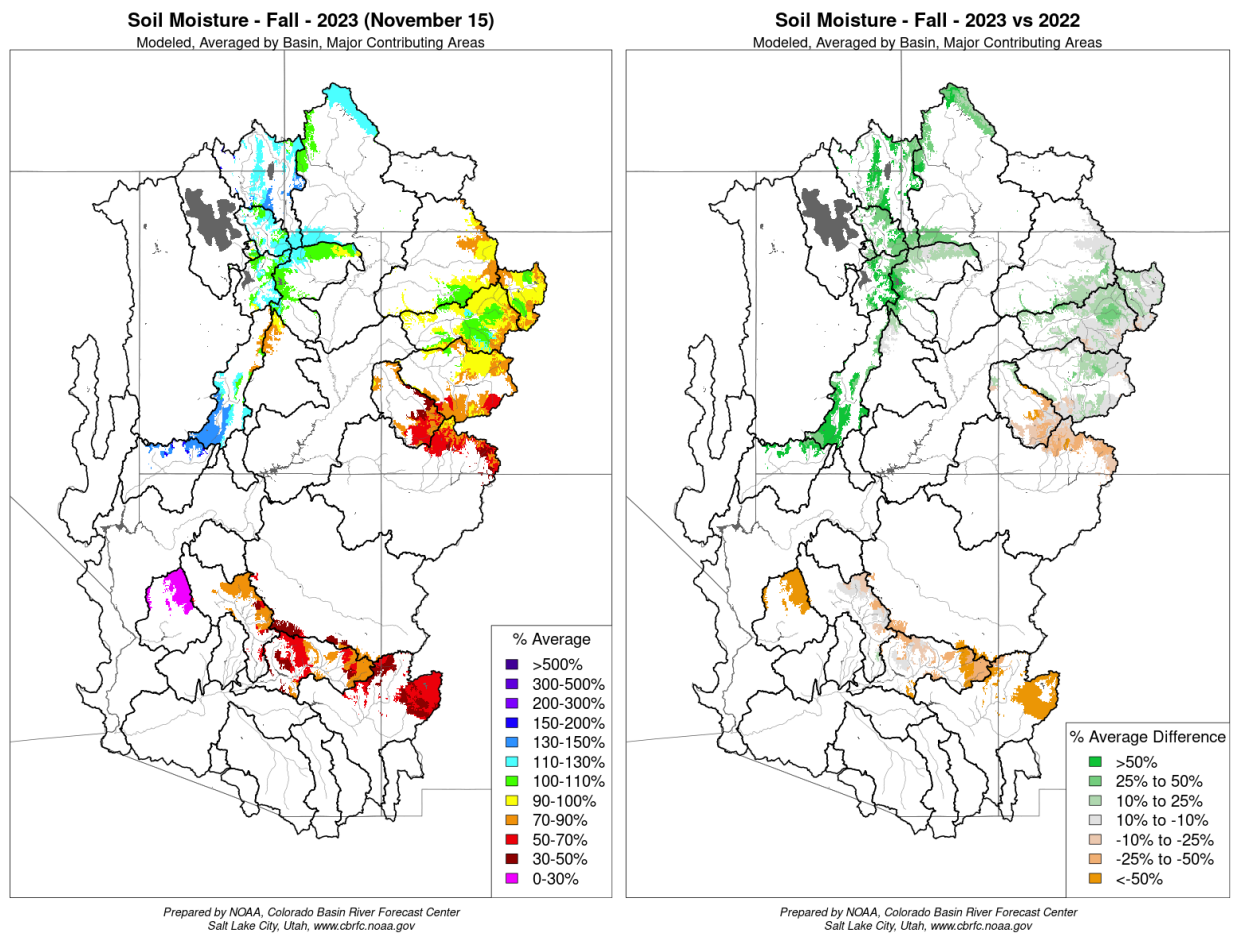 Soil Moisture - Fall - 2023 (November 15)
Modeled, Averaged by Basin, Major Contributing Areas
% Average
>500%
300-500%
200-300%
150-200%
130-150%
110-130%
100-110%
90-100%
70-90%
50-70%
30-50%
0-30%
Prepared by NOAA, Colorado Basin River Forecast Center
Salt Lake City, Utah, www.cbrfc.noaa.gov
Soil Moisture - Fall - 2023 vs 2022
Modeled, Averaged by Basin, Major Contributing Areas
% Average Difference
>50%
25% to 50%
10% to 25%
10% to -10%
-10% to -25%
-25% to -50%
<-50%
Prepared by NOAA, Colorado Basin River Forecast Center
Salt Lake City, Utah, www.cbrfc.noaa.gov